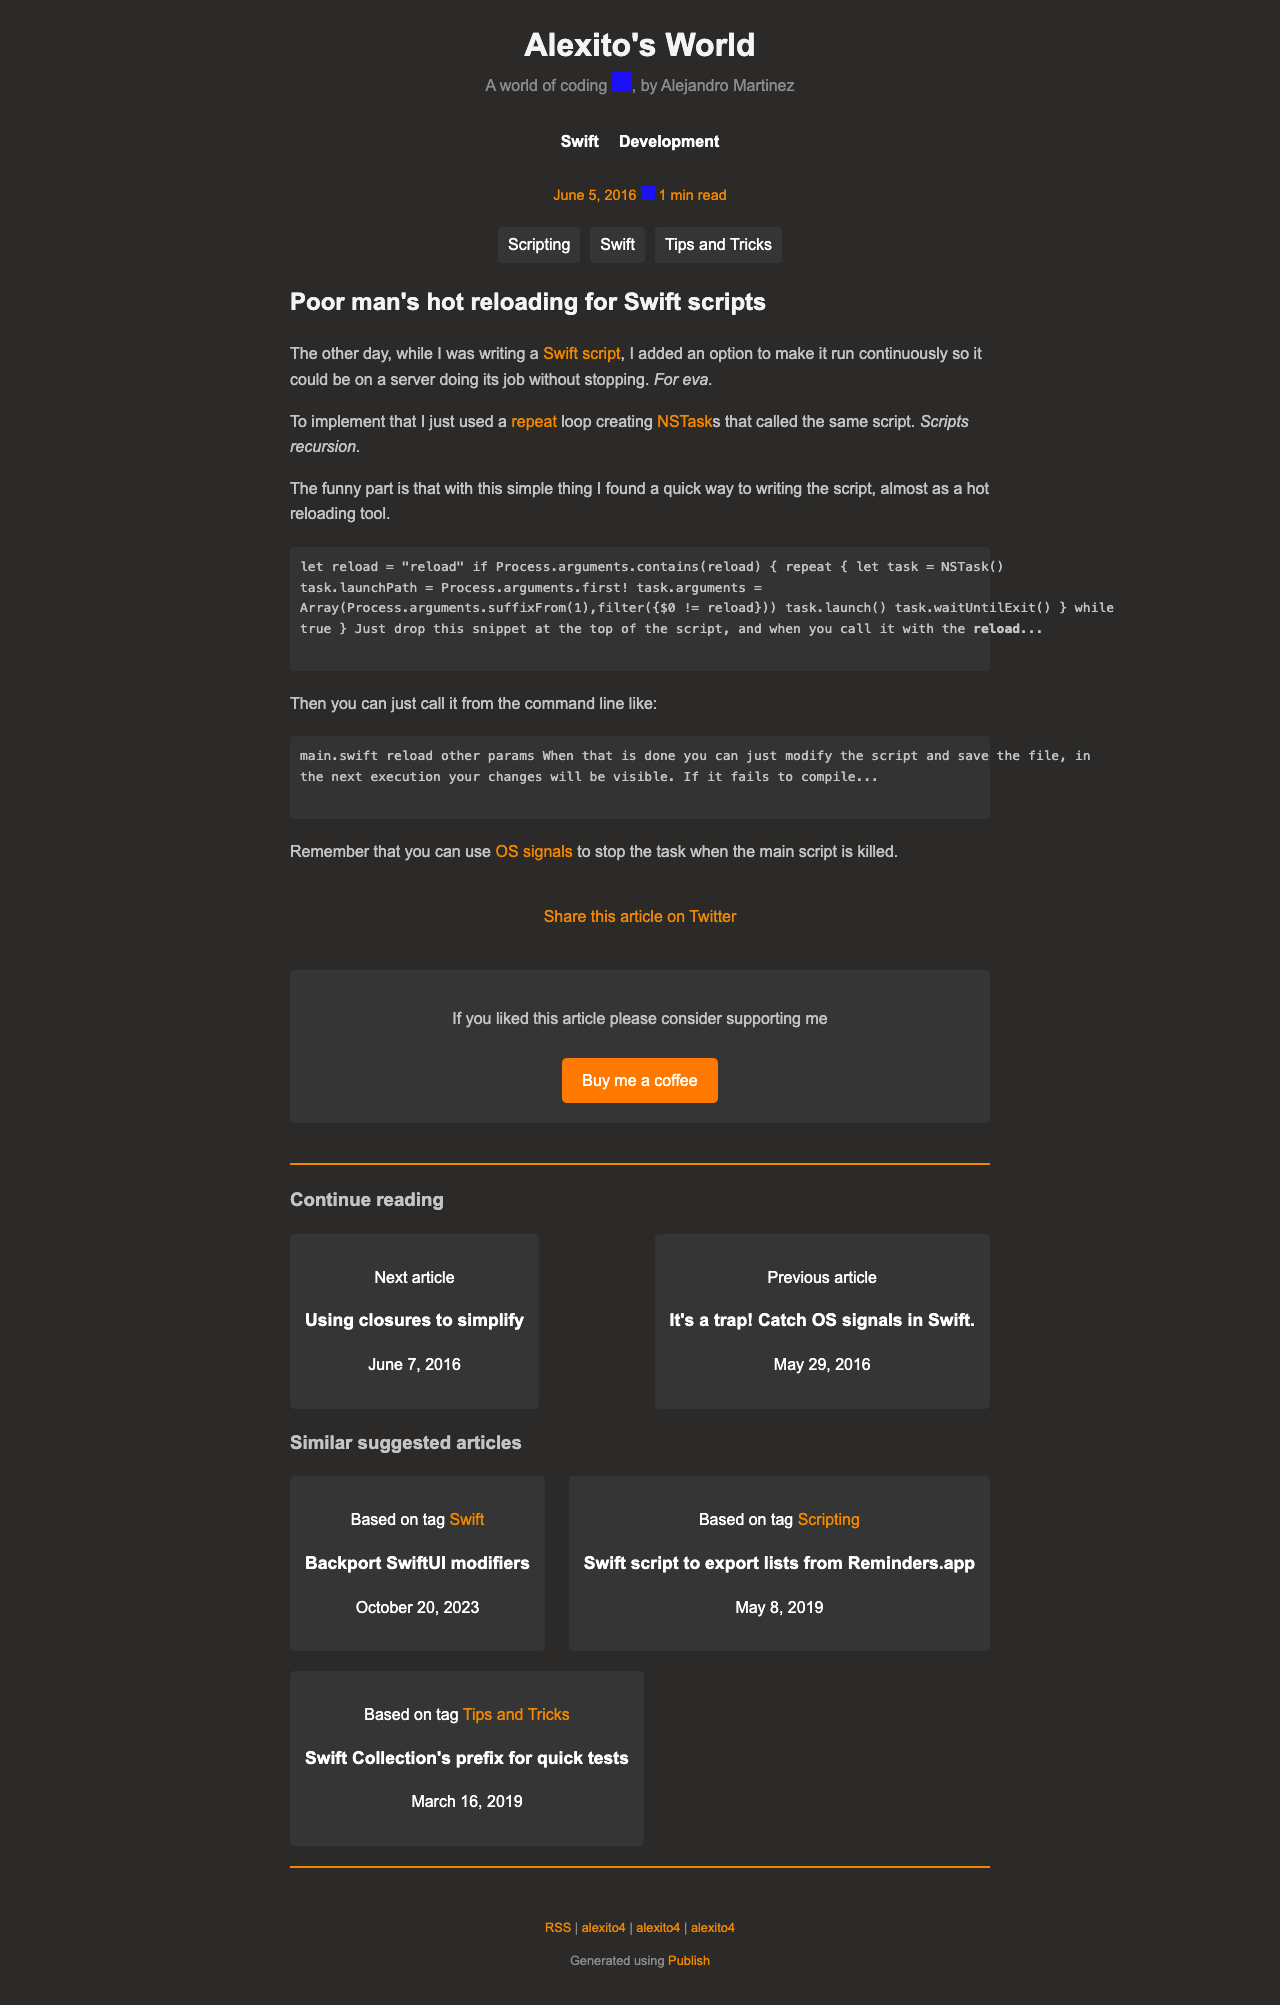 Alexito's World
A world of coding , by Alejandro Martinez
Swift Development
June 5, 2016 1 min read
Scripting Swift Tips and Tricks
Poor man's hot reloading for Swift scripts
The other day, while I was writing a Swift script, I added an option to make it run continuously so it
could be on a server doing its job without stopping. For eva.
To implement that I just used a repeat loop creating NSTasks that called the same script. Scripts
recursion.
The funny part is that with this simple thing I found a quick way to writing the script, almost as a hot
reloading tool.
let reload = "reload" if Process.arguments.contains(reload) { repeat { let task = NSTask()
task.launchPath = Process.arguments.first! task.arguments =
Array(Process.arguments.suffixFrom(1),filter({$0 != reload})) task.launch() task.waitUntilExit() } while
true } Just drop this snippet at the top of the script, and when you call it with the reload...
Then you can just call it from the command line like:
main.swift reload other params When that is done you can just modify the script and save the file, in
the next execution your changes will be visible. If it fails to compile...
Remember that you can use OS signals to stop the task when the main script is killed.
Share this article on Twitter
If you liked this article please consider supporting me
Buy me a coffee
Continue reading
Next article
Using closures to simplify
June 7, 2016
Previous article
It's a trap! Catch OS signals in Swift.
May 29, 2016
Similar suggested articles
Based on tag Swift
Backport SwiftUI modifiers
October 20, 2023
Based on tag Scripting
Swift script to export lists from Reminders.app
May 8, 2019
Based on tag Tips and Tricks
Swift Collection's prefix for quick tests
March 16, 2019
RSS | alexito4 | alexito4 | alexito4
Generated using Publish